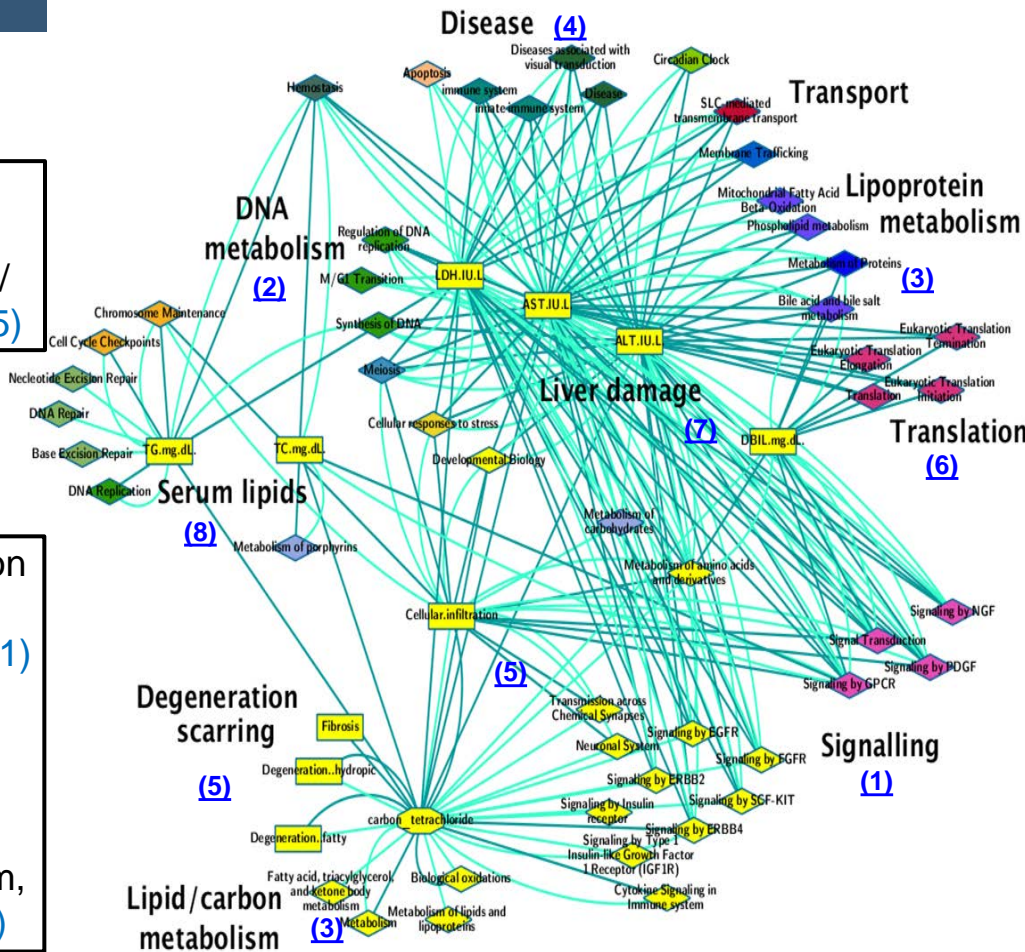 /
5)
on
1)
m,
)
Disease (4)
Diseases associated with
visual transduction
Circadian Clock
Apoptosis
Hemostasis
immune system
innate immune system
Disease
SLC-mediated
transmembrane transport
Transport
Membrane Trafficking
Mitochondrial Fatty Acid
Beta-Oxidation
Phospholipid metabolism
Lipoprotein
metabolism
(3)
Metabolism of Proteins
Bile acid and bile salt
metabolism
DNA
metabolism
(2)
Regulation of DNA
replication
M/G1 Transition
Synthesis of DNA
Meiosis
LDH.IU.L.
AST.IU.L
ALT.IU.L.
Eukaryotic Translation
Termination
Eukaryotic Translation
Elongation
Eukaryotic Translation
Initiation
Translation
Translation
(6)
Chromosome Maintenance
Cell Cycle Checkpoints
Necleotide Excision Repair
DNA Repair
Base Excision Repair
DNA Replication
TG.mg.dL.
TC.mg.dL.
Serum lipids
(8)
Metabolism of porphyrins
Cellular responses to stress
Developmental Biology
Liver damage
(7)
DBIL.mg.dL.
Metabolism of
carbohydrates
Metabolism of amino acids
and derivatives
Cellular.infiltration
(5)
Signaling by NGF
Signal Transduction
Signaling by PDGF
Signaling by GPCR
Degeneration
scarring
(5)
Fibrosis
Degeneration..hydropic
Degeneration..fatty
carbon_tetrachloride
Transmission across
Chemical Synapses
Neuronal System
Signaling by EGFR
Signaling by FGFR
Signaling by ERBB2
Signaling by SCF-KIT
Signaling by Insulin
receptor
Signaling by ERBB4
Signaling by Type 1
Insulin-like Growth Factor
1 Receptor (IGF1R)
Cytokine Signaling in
Immune system
Signalling
(1)
Lipid/carbon
metabolism
(3)
Fatty acid, triacylglycerol,
and ketone body
metabolism
Metabolism
Biological oxidations
Metabolism of lipids and
lipoproteins